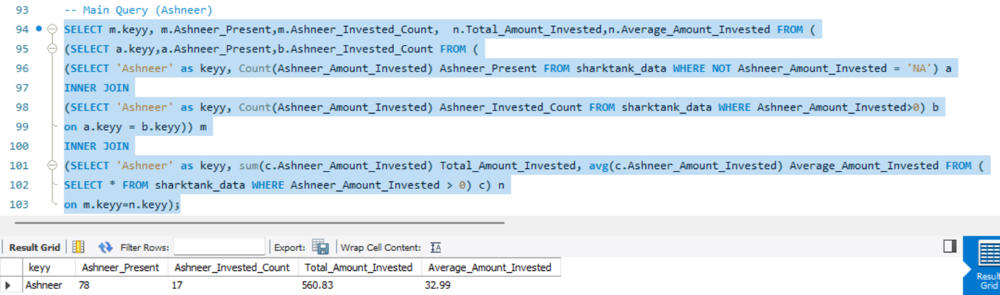 93 -- Main Query (Ashneer)
94 SELECT m.keyy, m.Ashneer_Present,m.Ashneer_Invested_Count,  n.Total_Amount_Invested,n.Average_Amount_Invested FROM (
95 (SELECT a.keyy,a.Ashneer_Present,b.Ashneer_Invested_Count FROM (
96 (SELECT 'Ashneer' as keyy, Count(Ashneer_Amount_Invested) Ashneer_Present FROM sharktank_data WHERE NOT Ashneer_Amount_Invested = 'NA') a
97 INNER JOIN
98 (SELECT 'Ashneer' as keyy, Count(Ashneer_Amount_Invested) Ashneer_Invested_Count FROM sharktank_data WHERE Ashneer_Amount_Invested>0) b
99 on a.keyy = b.keyy)) m
100 INNER JOIN
101 (SELECT 'Ashneer' as keyy, sum(c.Ashneer_Amount_Invested) Total_Amount_Invested, avg(c.Ashneer_Amount_Invested) Average_Amount_Invested FROM (
102 SELECT * FROM sharktank_data WHERE Ashneer_Amount_Invested > 0) c) n
103 on m.keyy=n.keyy);
Result Grid Filter Rows: Export: Wrap Cell Content: IA
keyy Ashneer_Present Ashneer_Invested_Count Total_Amount_Invested Average_Amount_Invested
Ashneer 78 17 560.83 32.99
Result
Grid